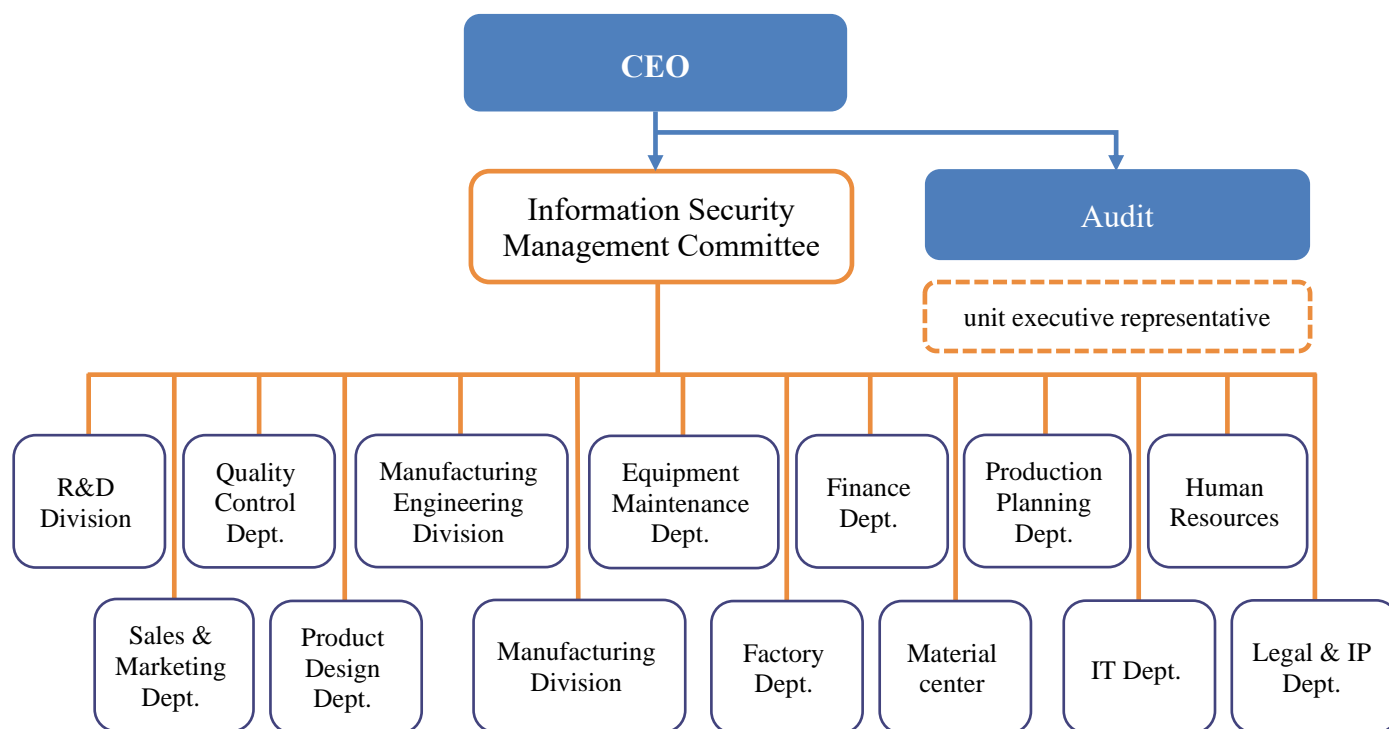 CEO
Information Security
Management Committee
Audit
unit executive representative
R&D
Division
Quality
Control
Dept.
Manufacturing
Engineering
Division
Equipment
Maintenance
Dept.
Finance
Dept.
Production
Planning
Dept.
Human
Resources
Sales &
Marketing
Dept.
Product
Design
Dept.
Manufacturing
Division
Factory
Dept.
Material
center
IT Dept.
Legal & IP
Dept.